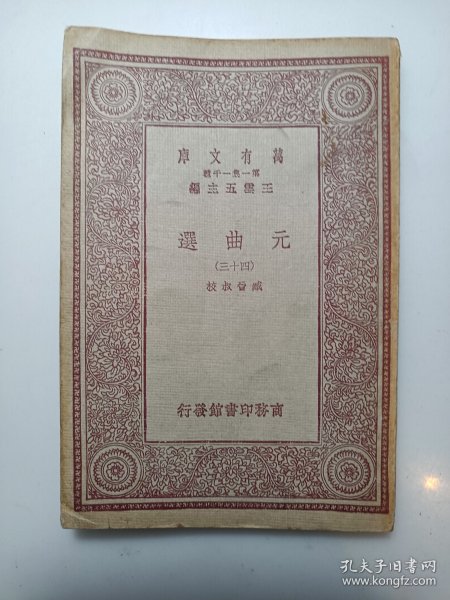 萬有文庫
第一集一千種
王雲五主編
元曲選
(四十三)
臧晉叔校
商務印書館發行
孔夫子旧书网
www.kongfz.com